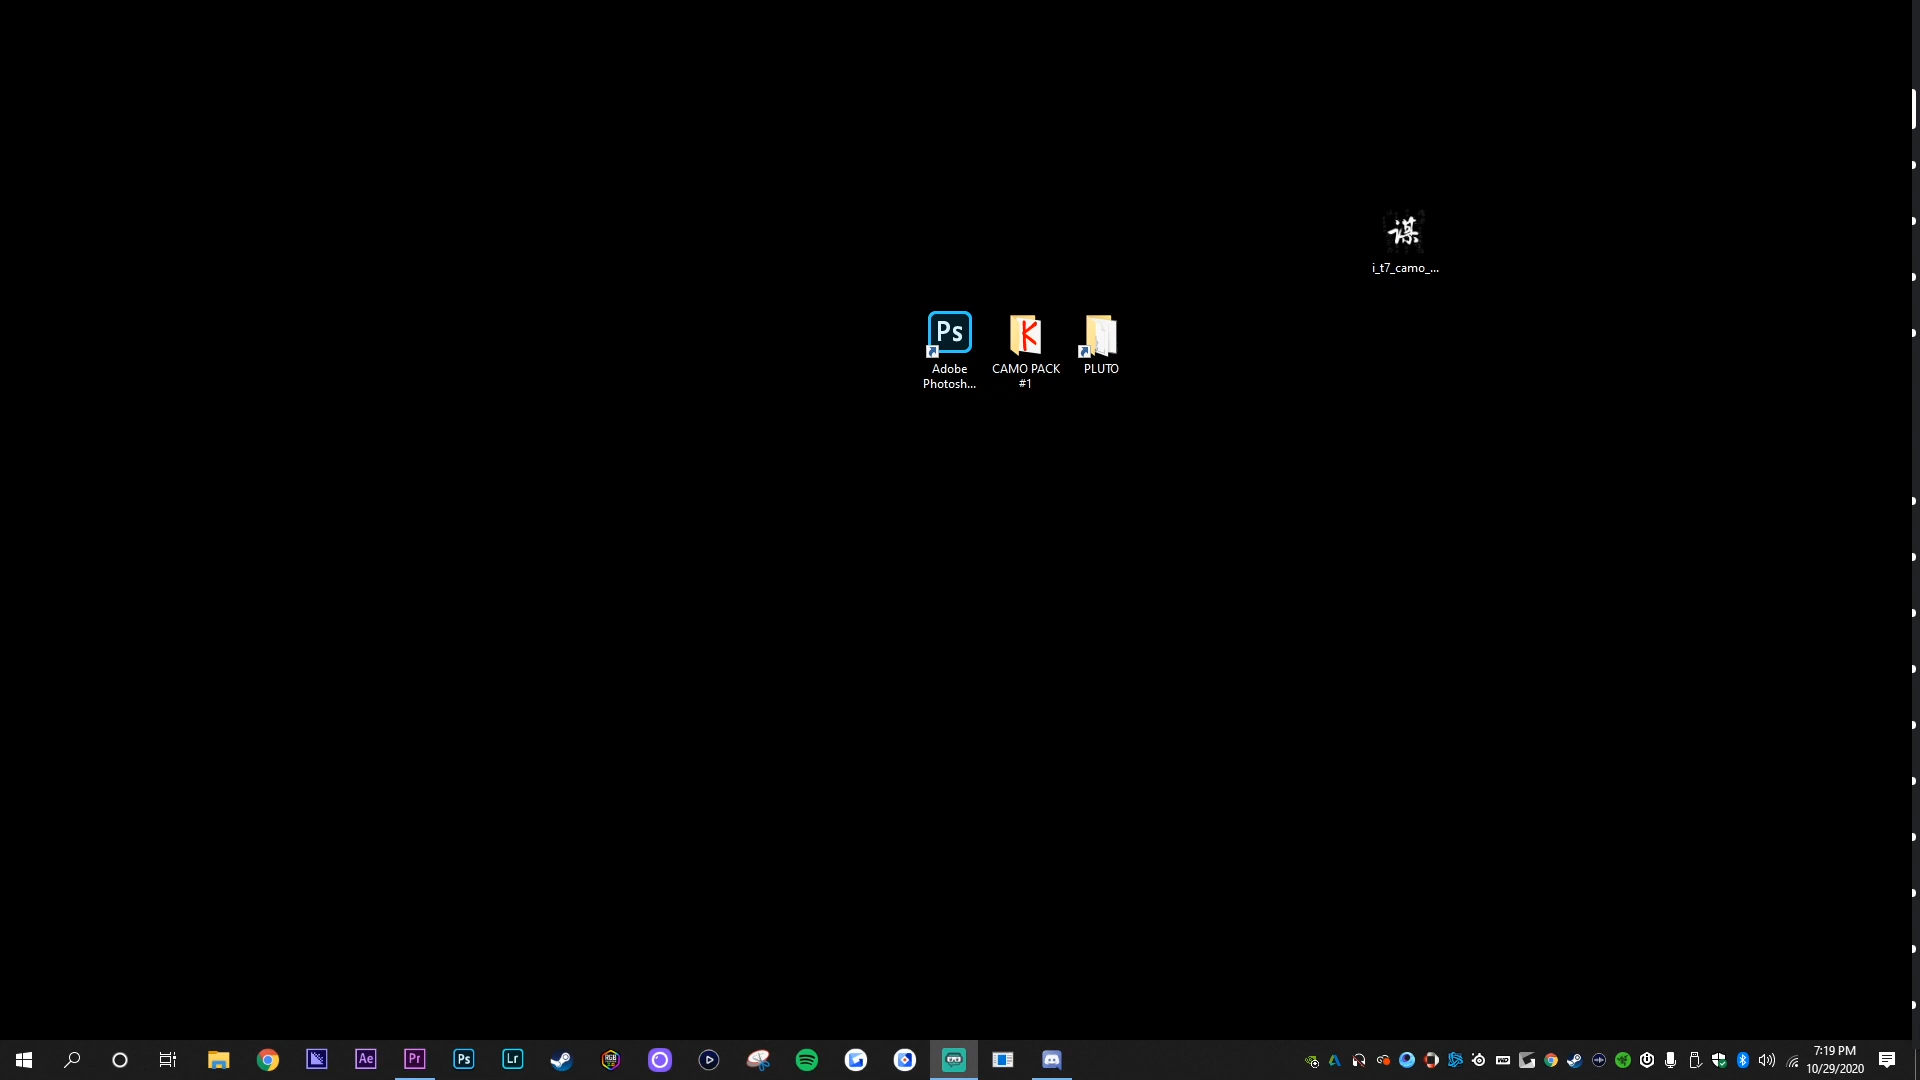 谋
i_t7_camo_...
Ps
Adobe
Photosh...
K
CAMO PACK
#1
PLUTO
Ae
Pr
Ps
Lr
7:19 PM
10/29/2020